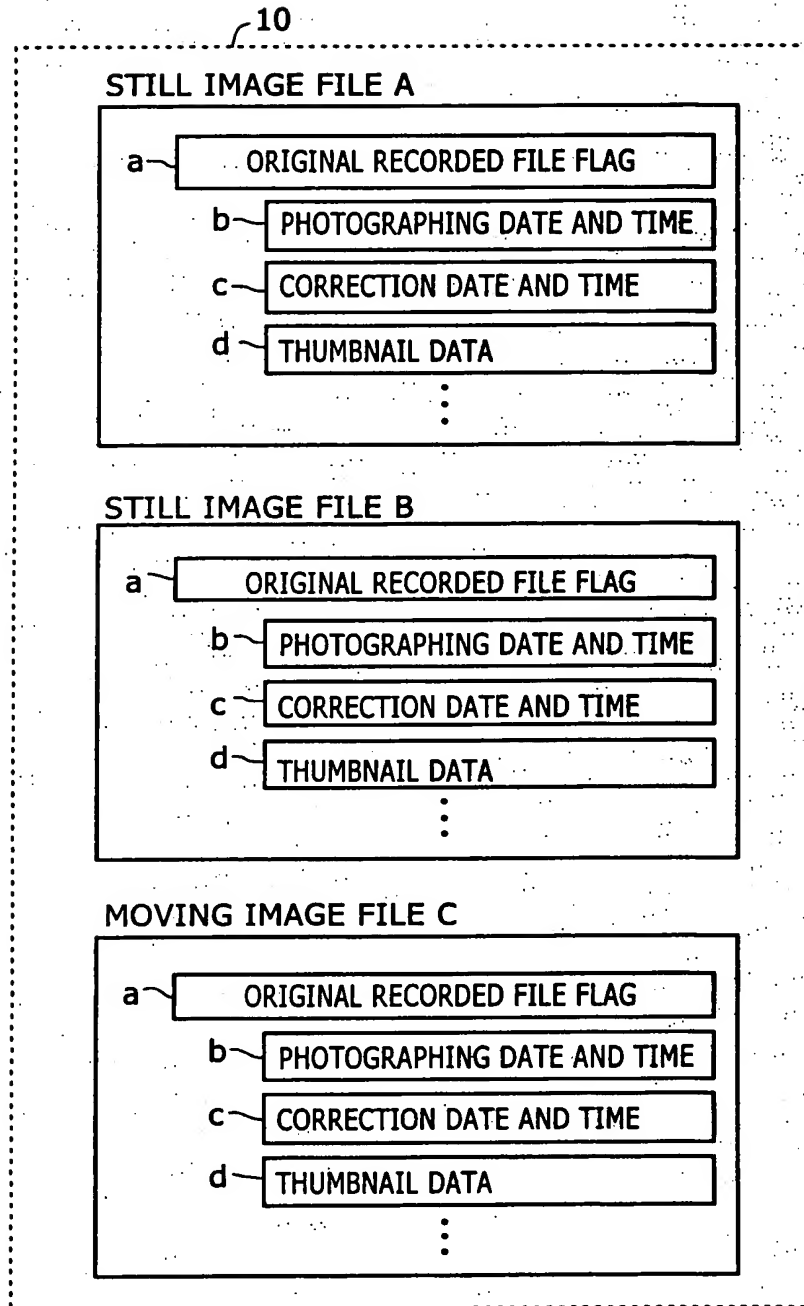 10
STILL IMAGE FILE A
a ORIGINAL RECORDED FILE FLAG
b PHOTOGRAPHING DATE AND TIME
c CORRECTION DATE AND TIME
d THUMBNAIL DATA
STILL IMAGE FILE B
a ORIGINAL RECORDED FILE FLAG
b PHOTOGRAPHING DATE AND TIME
c CORRECTION DATE AND TIME
d THUMBNAIL DATA
MOVING IMAGE FILE C
a ORIGINAL RECORDED FILE FLAG
b PHOTOGRAPHING DATE AND TIME
c CORRECTION DATE AND TIME
d THUMBNAIL DATA